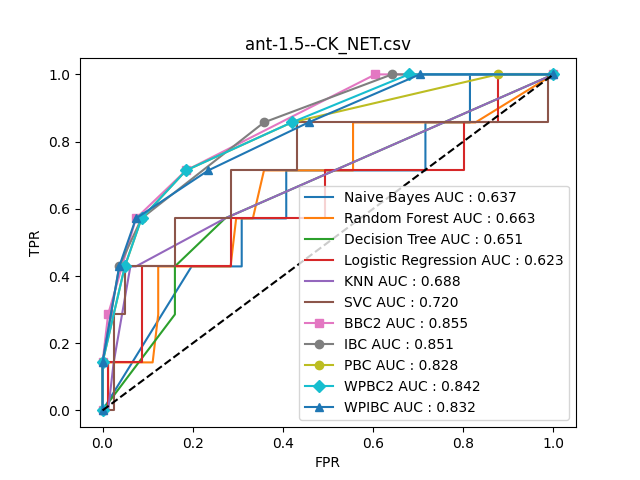 ant-1.5--CK_NET.csv
TPR
1.0
0.8
0.6
0.4
0.2
0.0
Naive Bayes AUC : 0.637
Random Forest AUC : 0.663
Decision Tree AUC : 0.651
Logistic Regression AUC : 0.623
KNN AUC : 0.688
SVC AUC : 0.720
BBC2 AUC : 0.855
IBC AUC : 0.851
PBC AUC : 0.828
WPBC2 AUC : 0.842
WPIBC AUC : 0.832
0.0 0.2 0.4 0.6 0.8 1.0
FPR